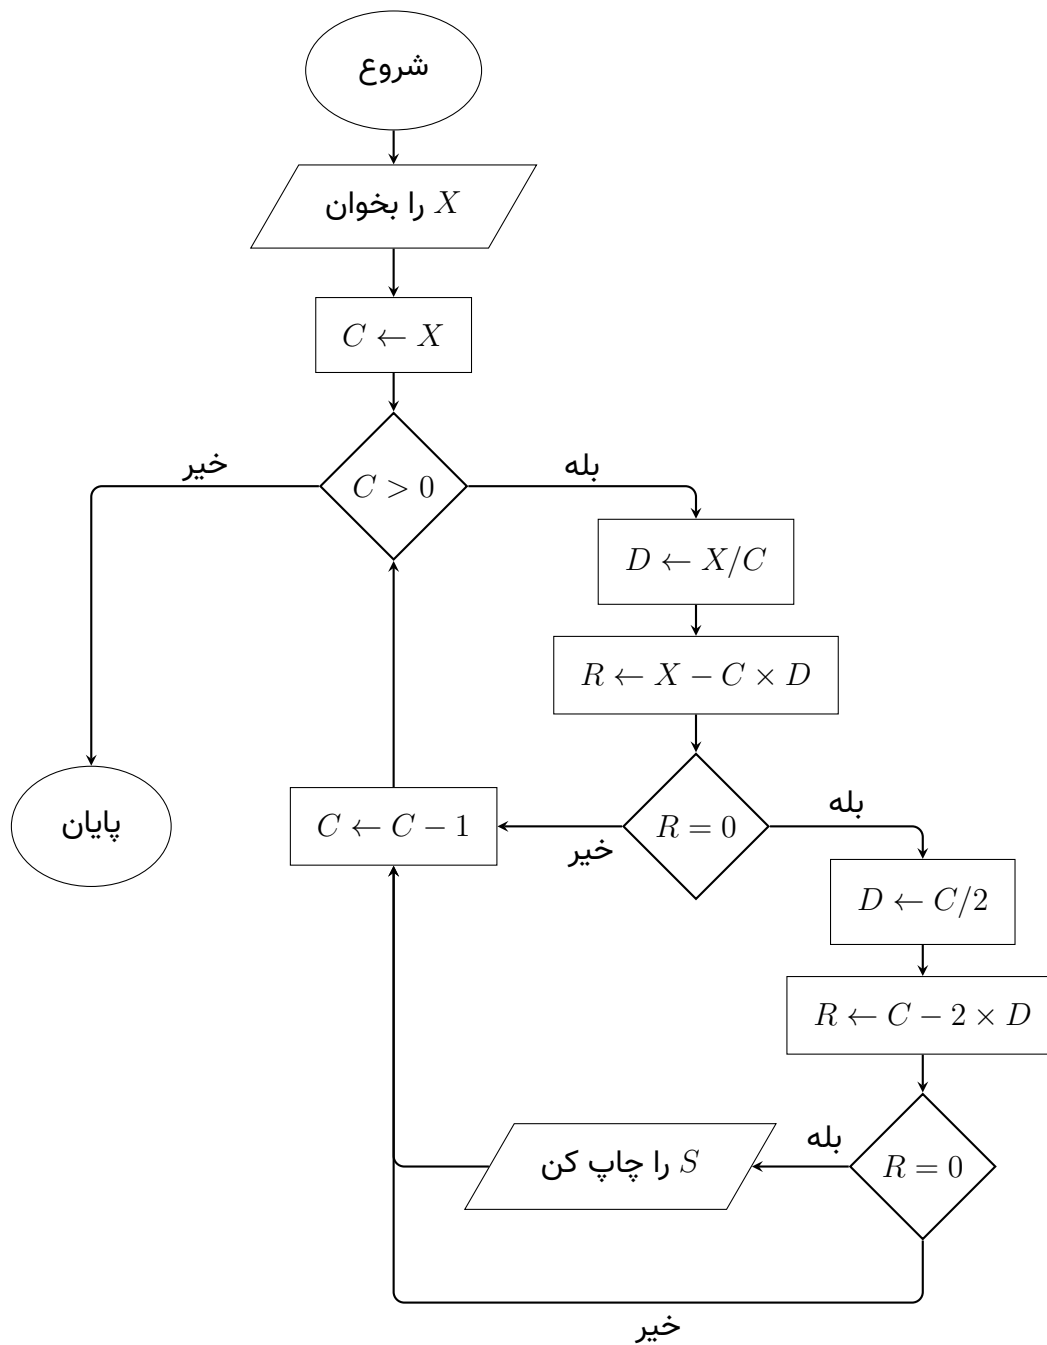 شروع
X را بخوان
C ← X
C > 0
خیر
بله
D ← X/C
R ← X − C × D
R = 0
خیر
بله
C ← C − 1
پایان
D ← C/2
R ← C − 2 × D
R = 0
بله
S را چاپ کن
خیر